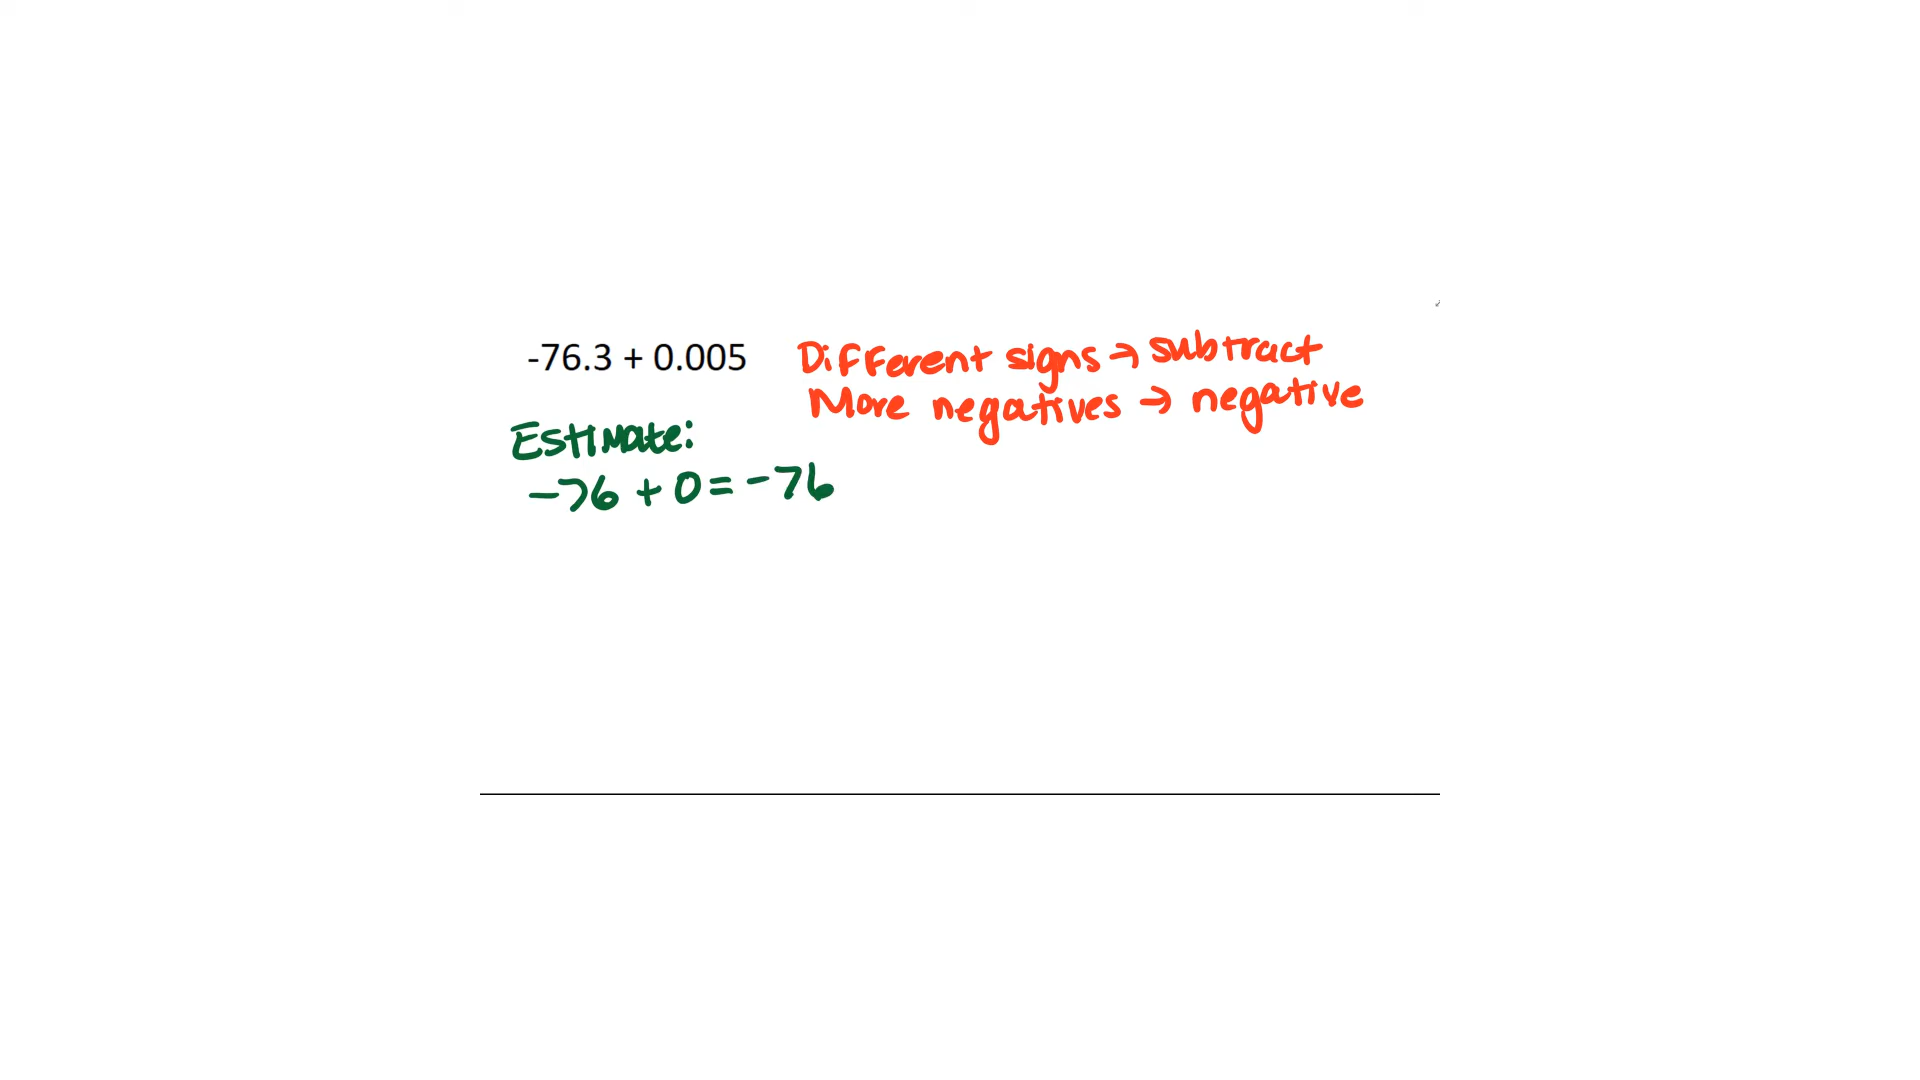 -76.3 + 0.005
Different signs → subtract
More negatives → negative
Estimate:
-76 + 0 = -76